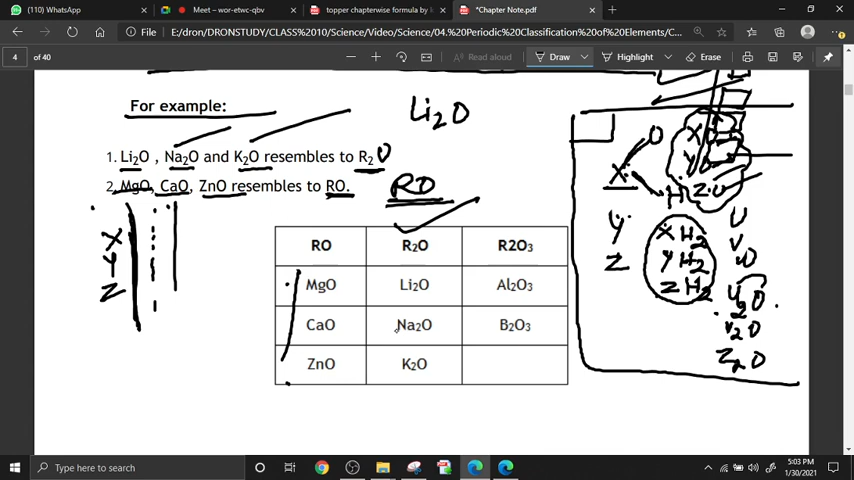 (110) WhatsApp
Meet – wor-etwc-qbv
topper chapterwise formula by k
*Chapter Note.pdf
File
E:/dron/DRONSTUDY/CLASS%2010/Science/Video/Science/04.%20Periodic%20Classification%20of%20Elements/C...
4
of 40
Read aloud
Draw
Highlight
Erase
For example:
Li2O
1. Li2O , Na2O and K2O resembles to R2 O
2. MgO, CaO, ZnO resembles to RO.
RO
RO R2O R2O3
MgO Li2O Al2O3
CaO Na2O B2O3
ZnO K2O
X
Y
Z
X
O
H
Y
Z
X
Y
Z O
XH2
YH2
ZH2
U
V
U2O
V2O
Z2O
Type here to search
5:03 PM
1/30/2021